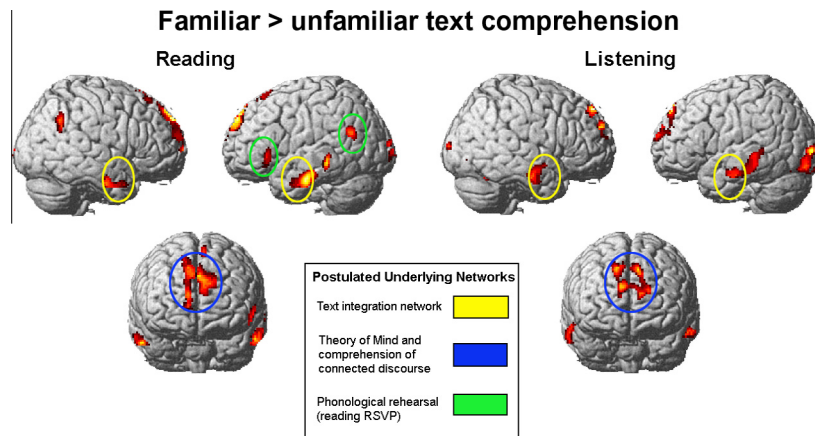 Familiar > unfamiliar text comprehension
Reading
Listening
Postulated Underlying Networks
Text integration network
Theory of Mind and
comprehension of
connected discourse
Phonological rehearsal
(reading RSVP)